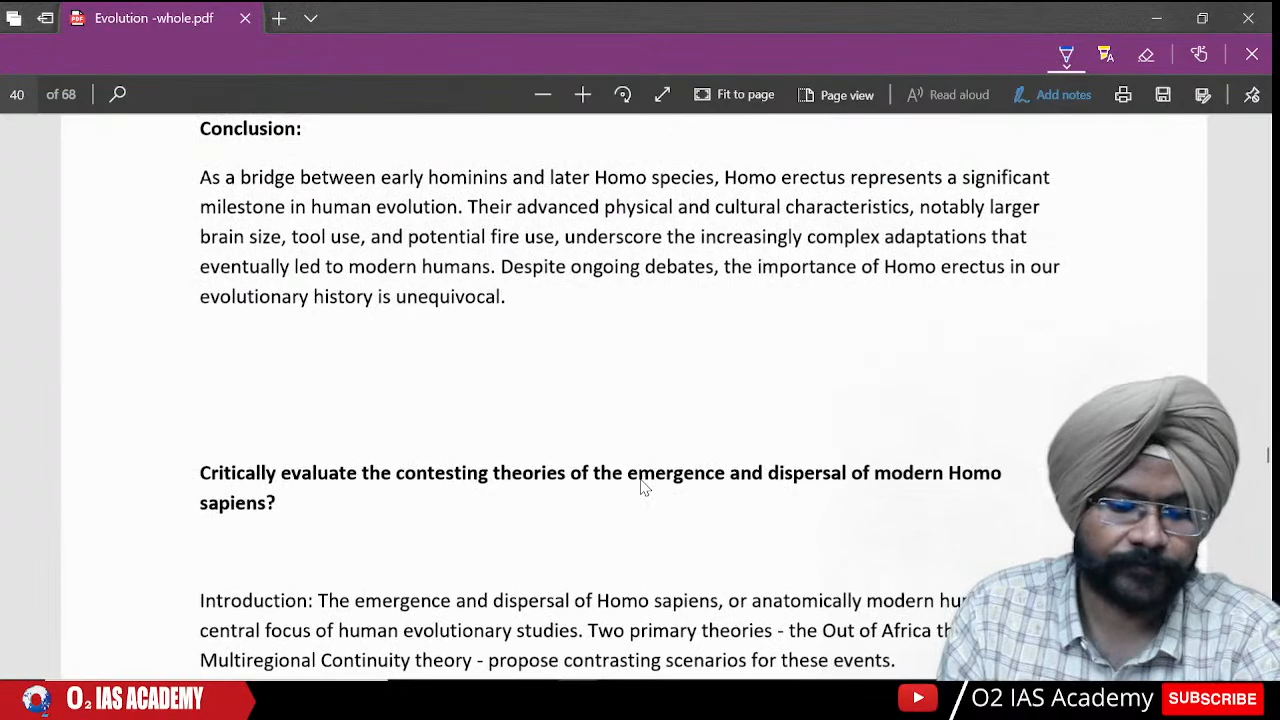 Evolution -whole.pdf
40 of 68 Fit to page Page view Read aloud Add notes
Conclusion:
As a bridge between early hominins and later Homo species, Homo erectus represents a significant
milestone in human evolution. Their advanced physical and cultural characteristics, notably larger
brain size, tool use, and potential fire use, underscore the increasingly complex adaptations that
eventually led to modern humans. Despite ongoing debates, the importance of Homo erectus in our
evolutionary history is unequivocal.
Critically evaluate the contesting theories of the emergence and dispersal of modern Homo
sapiens?
Introduction: The emergence and dispersal of Homo sapiens, or anatomically modern
central focus of human evolutionary studies. Two primary theories - the Out of Africa
Multiregional Continuity theory - propose contrasting scenarios for these events.
O2 IAS ACADEMY
O2 IAS Academy SUBSCRIBE